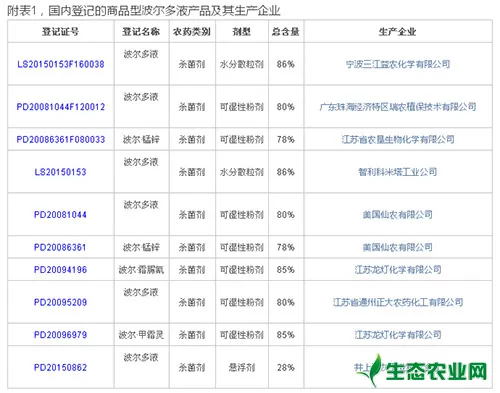 附表1，国内登记的商品型波尔多液产品及其生产企业
登记证号 登记名称 农药类别 剂型 总含量 生产企业
LS20150153F160038 波尔多液 杀菌剂 水分散粒剂 86% 宁波三江益农化学有限公司
PD20081044F120012 波尔多液 杀菌剂 可湿性粉剂 80% 广东珠海经济特区瑞农植保技术有限公司
PD20086361F080033 波尔·锰锌 杀菌剂 可湿性粉剂 78% 江苏省农垦生物化学有限公司
LS20150153 波尔多液 杀菌剂 水分散粒剂 86% 智利科米塔工业公司
PD20081044 波尔多液 杀菌剂 可湿性粉剂 80% 美国仙农有限公司
PD20086361 波尔·锰锌 杀菌剂 可湿性粉剂 78% 美国仙农有限公司
PD20094196 波尔·霜脲氰 杀菌剂 可湿性粉剂 85% 江苏龙灯化学有限公司
PD20095209 波尔多液 杀菌剂 可湿性粉剂 80% 江苏省通州正大农药化工有限公司
PD20096979 波尔·甲霜灵 杀菌剂 可湿性粉剂 85% 江苏龙灯化学有限公司
PD20150862 波尔多液 杀菌剂 悬浮剂 28% 井上
生态农业网